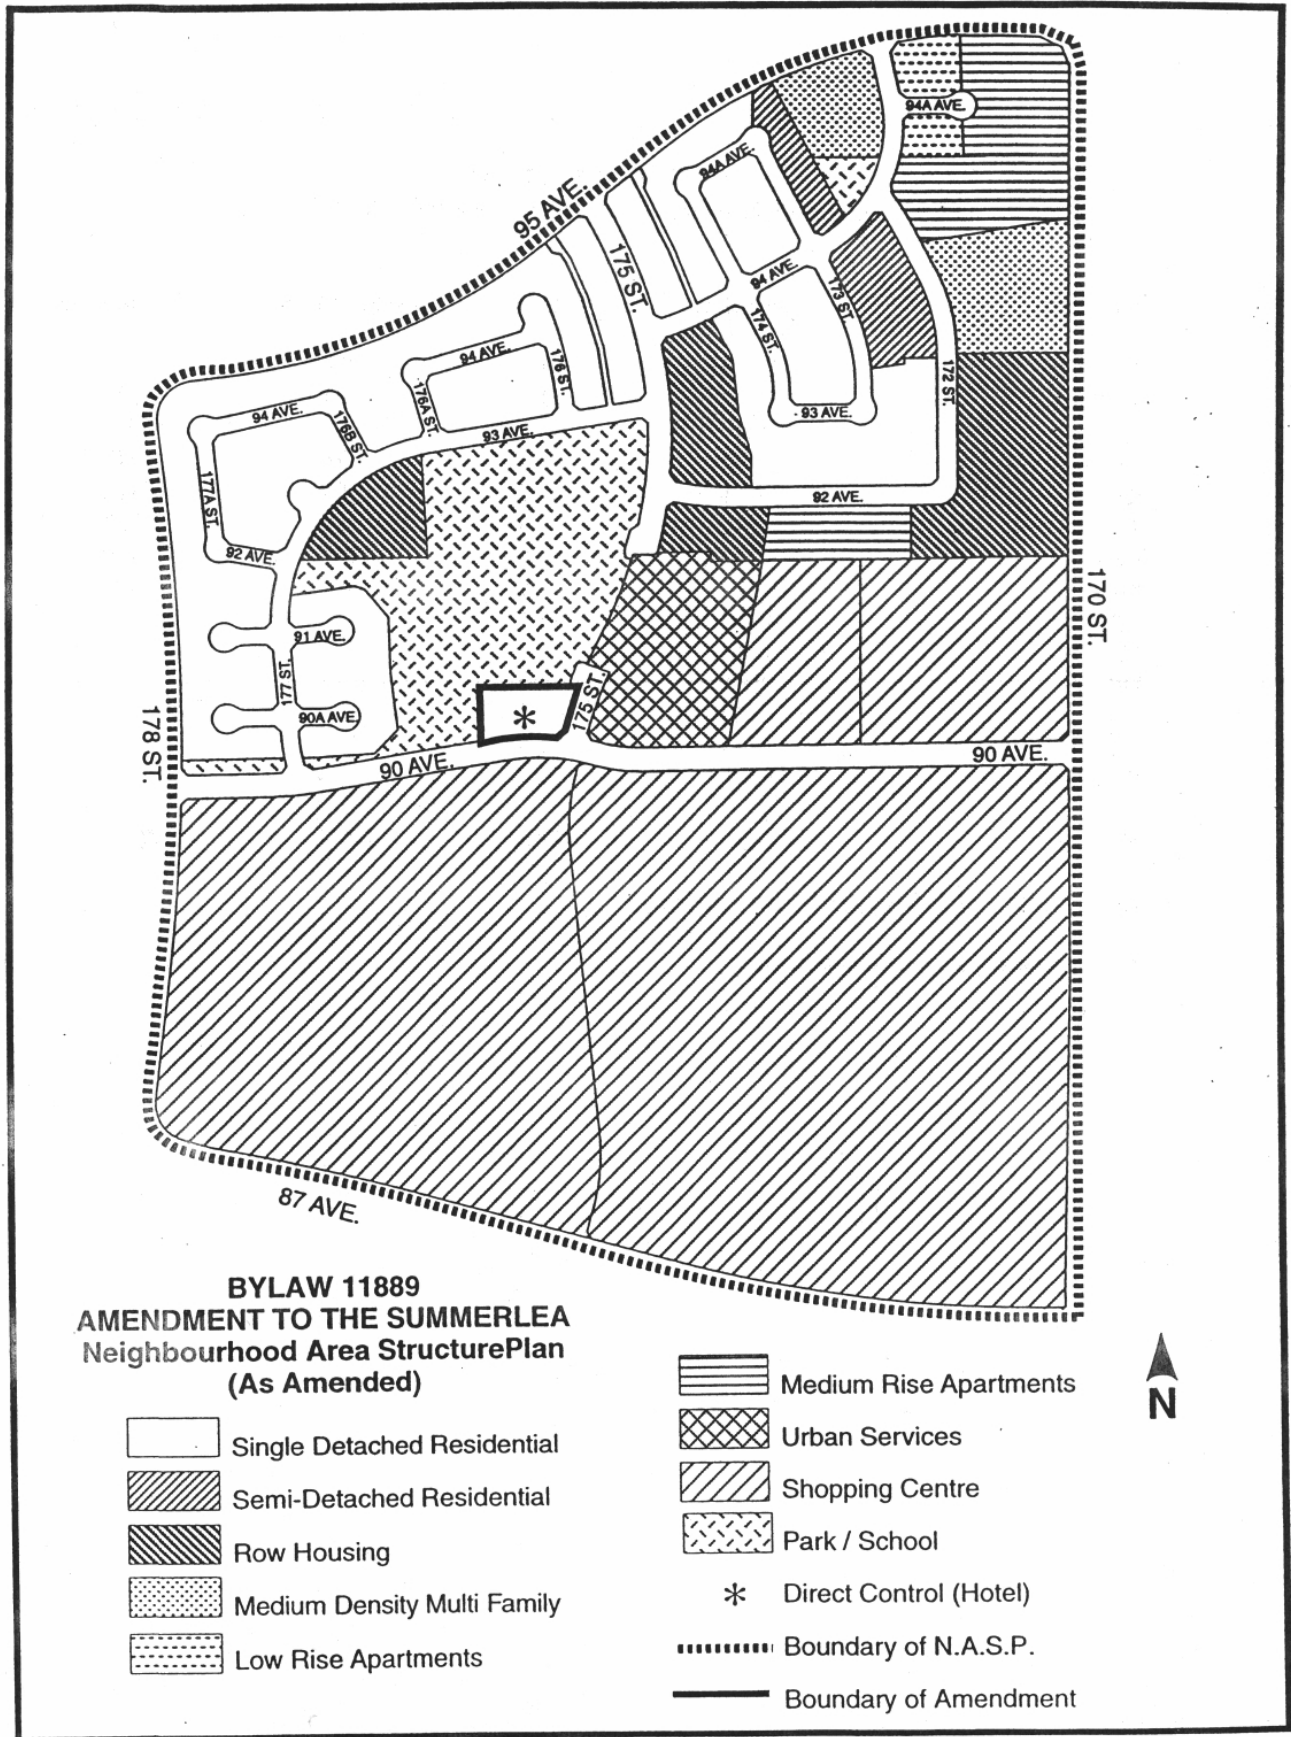 94A AVE.
94A AVE.
95 AVE.
175 ST.
94 AVE.
173 ST.
174 ST.
94 AVE.
176 ST.
172 ST.
176A ST.
93 AVE.
94 AVE.
176B ST.
93 AVE.
177A ST.
92 AVE.
92 AVE.
170 ST.
91 AVE.
177 ST.
175 ST.
90A AVE.
*
178 ST.
90 AVE.
90 AVE.
87 AVE.
BYLAW 11889
AMENDMENT TO THE SUMMERLEA
Neighbourhood Area StructurePlan
(As Amended)
Single Detached Residential
Semi-Detached Residential
Row Housing
Medium Density Multi Family
Low Rise Apartments
Medium Rise Apartments
Urban Services
Shopping Centre
Park / School
* Direct Control (Hotel)
Boundary of N.A.S.P.
Boundary of Amendment
N